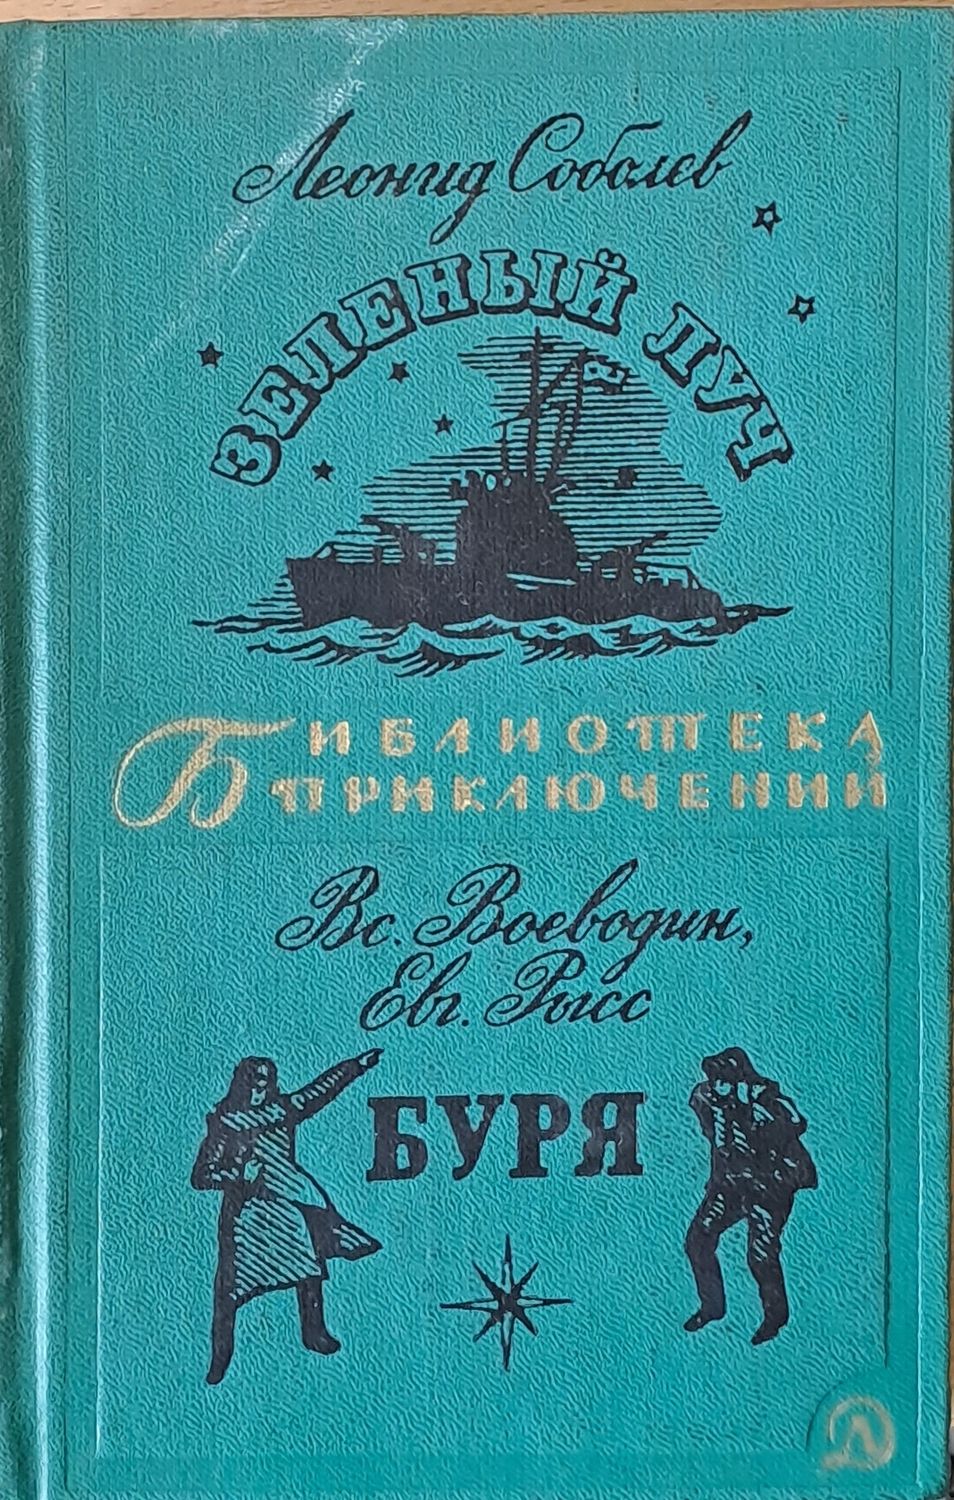 Леонид Соболев
ЗЕЛЕНЫЙ ЛУЧ
БИБЛИОТЕКА
ПРИКЛЮЧЕНИЙ
Вс. Воеводин,
Евг. Рысс
БУРЯ
Д